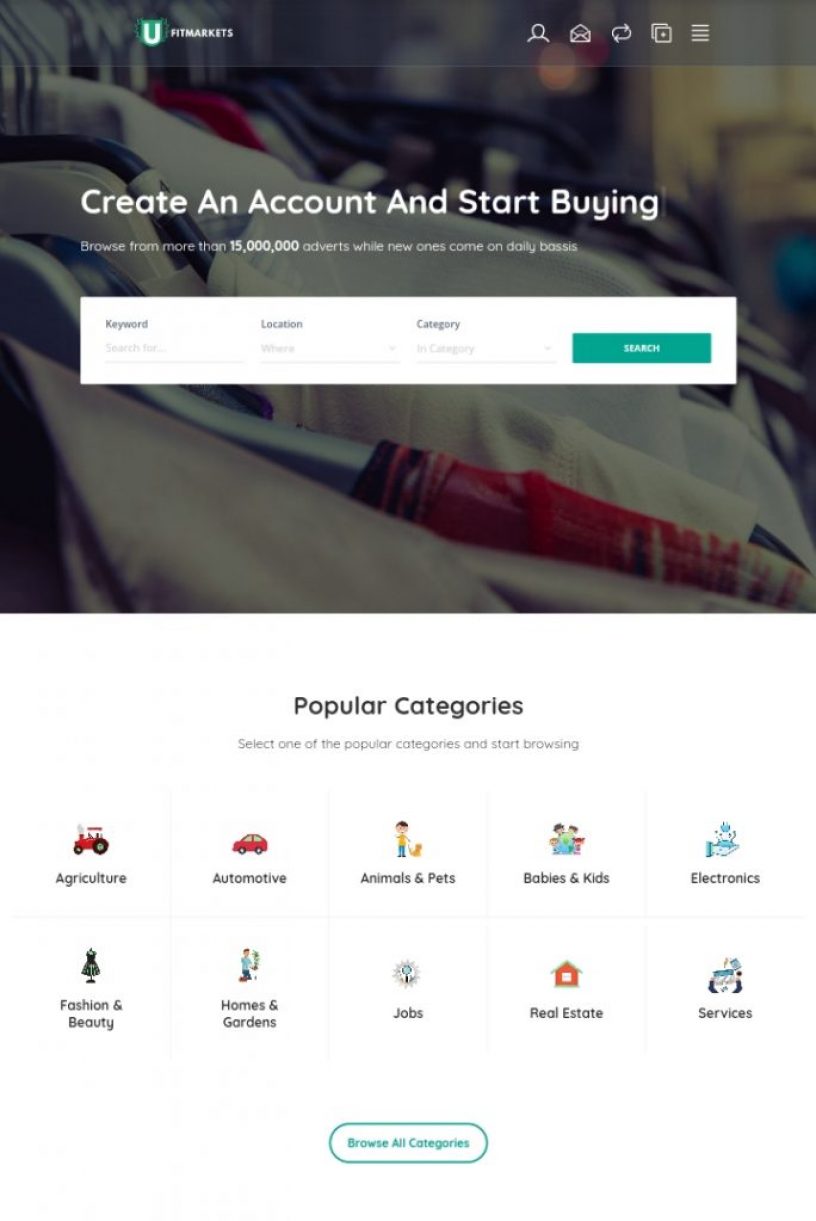 U FITMARKETS
Create An Account And Start Buying
Browse from more than 15,000,000 adverts while new ones come on daily bassis
Keyword
Location
Category
Search for...
Where
In Category
SEARCH
Popular Categories
Select one of the popular categories and start browsing
Agriculture
Automotive
Animals & Pets
Babies & Kids
Electronics
Fashion &
Beauty
Homes &
Gardens
Jobs
Real Estate
Services
Browse All Categories